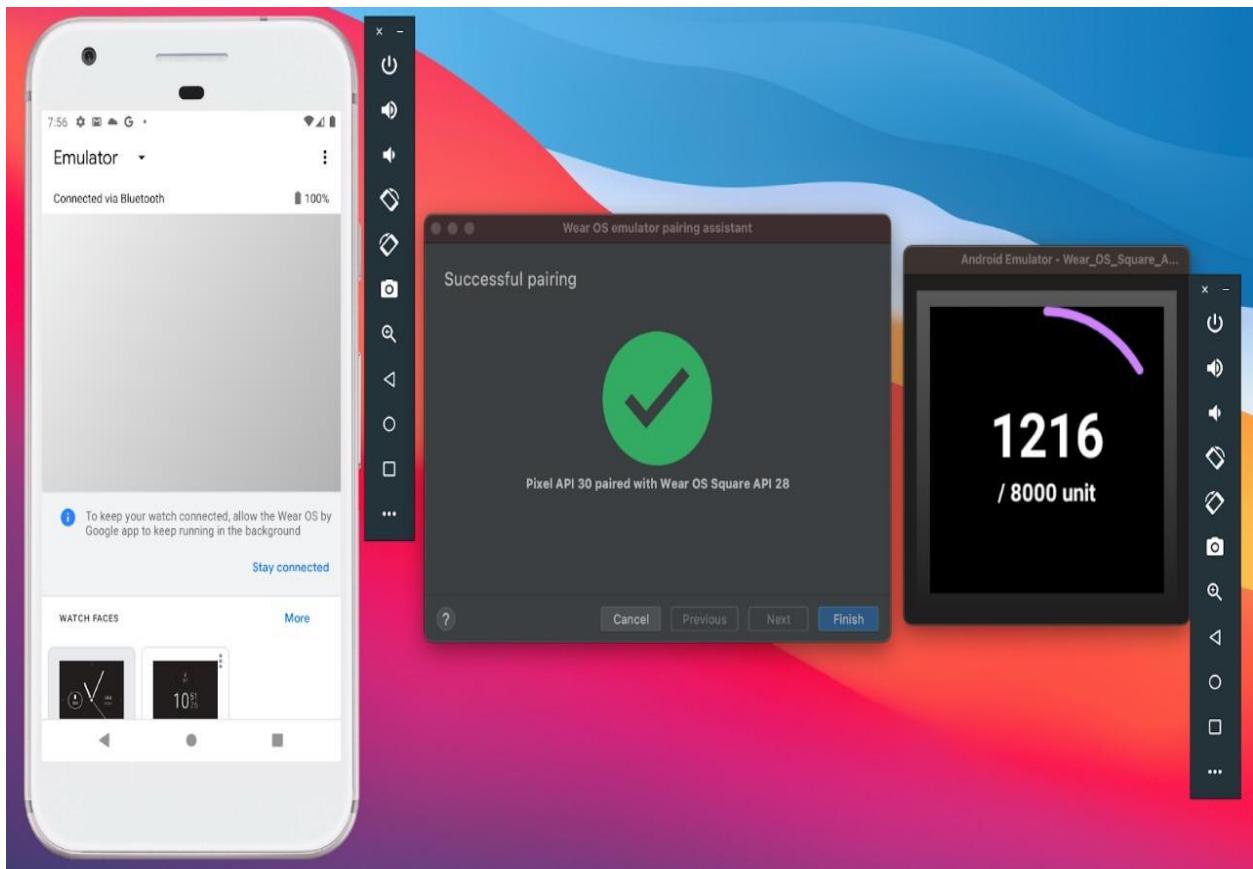 7:56 G
Emulator
Connected via Bluetooth
100%
To keep your watch connected, allow the Wear OS by
Google app to keep running in the background
Stay connected
WATCH FACES
More
10 51
Wear OS emulator pairing assistant
Successful pairing
Pixel API 30 paired with Wear OS Square API 28
?
Cancel
Previous
Next
Finish
Android Emulator - Wear_OS_Square_A...
1216
/ 8000 unit